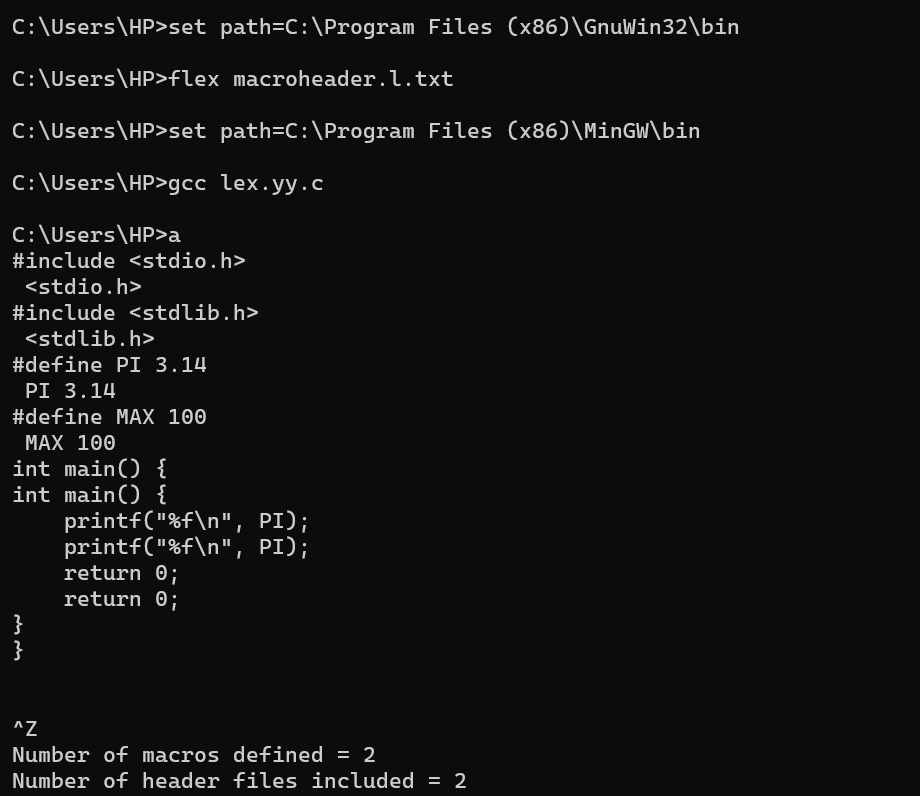 C:\Users\HP>set path=C:\Program Files (x86)\GnuWin32\bin
C:\Users\HP>flex macroheader.l.txt
C:\Users\HP>set path=C:\Program Files (x86)\MinGW\bin
C:\Users\HP>gcc lex.yy.c
C:\Users\HP>a
#include <stdio.h>
 <stdio.h>
#include <stdlib.h>
 <stdlib.h>
#define PI 3.14
 PI 3.14
#define MAX 100
 MAX 100
int main() {
int main() {
    printf("%f\n", PI);
    printf("%f\n", PI);
    return 0;
    return 0;
}
}
^Z
Number of macros defined = 2
Number of header files included = 2